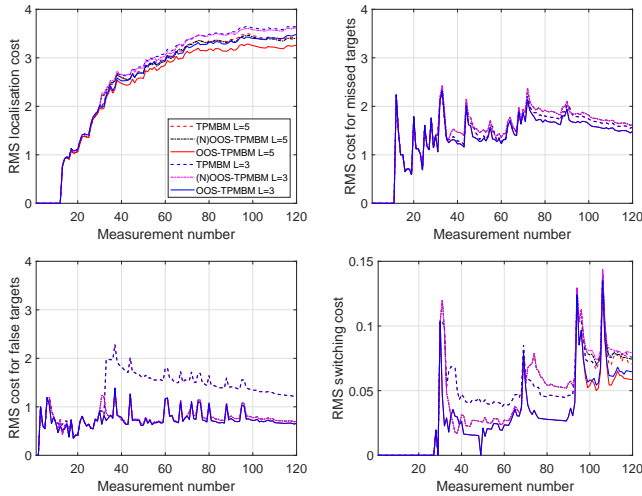 RMS localisation cost
4
3
2
1
0
TPMBM L=5
(N)OOS-TPMBM L=5
OOS-TPMBM L=5
TPMBM L=3
(N)OOS-TPMBM L=3
OOS-TPMBM L=3
20 40 60 80 100 120
Measurement number
RMS cost for missed targets
4
3
2
1
0
20 40 60 80 100 120
Measurement number
RMS cost for false targets
4
3
2
1
0
20 40 60 80 100 120
Measurement number
RMS switching cost
0.15
0.1
0.05
0
20 40 60 80 100 120
Measurement number